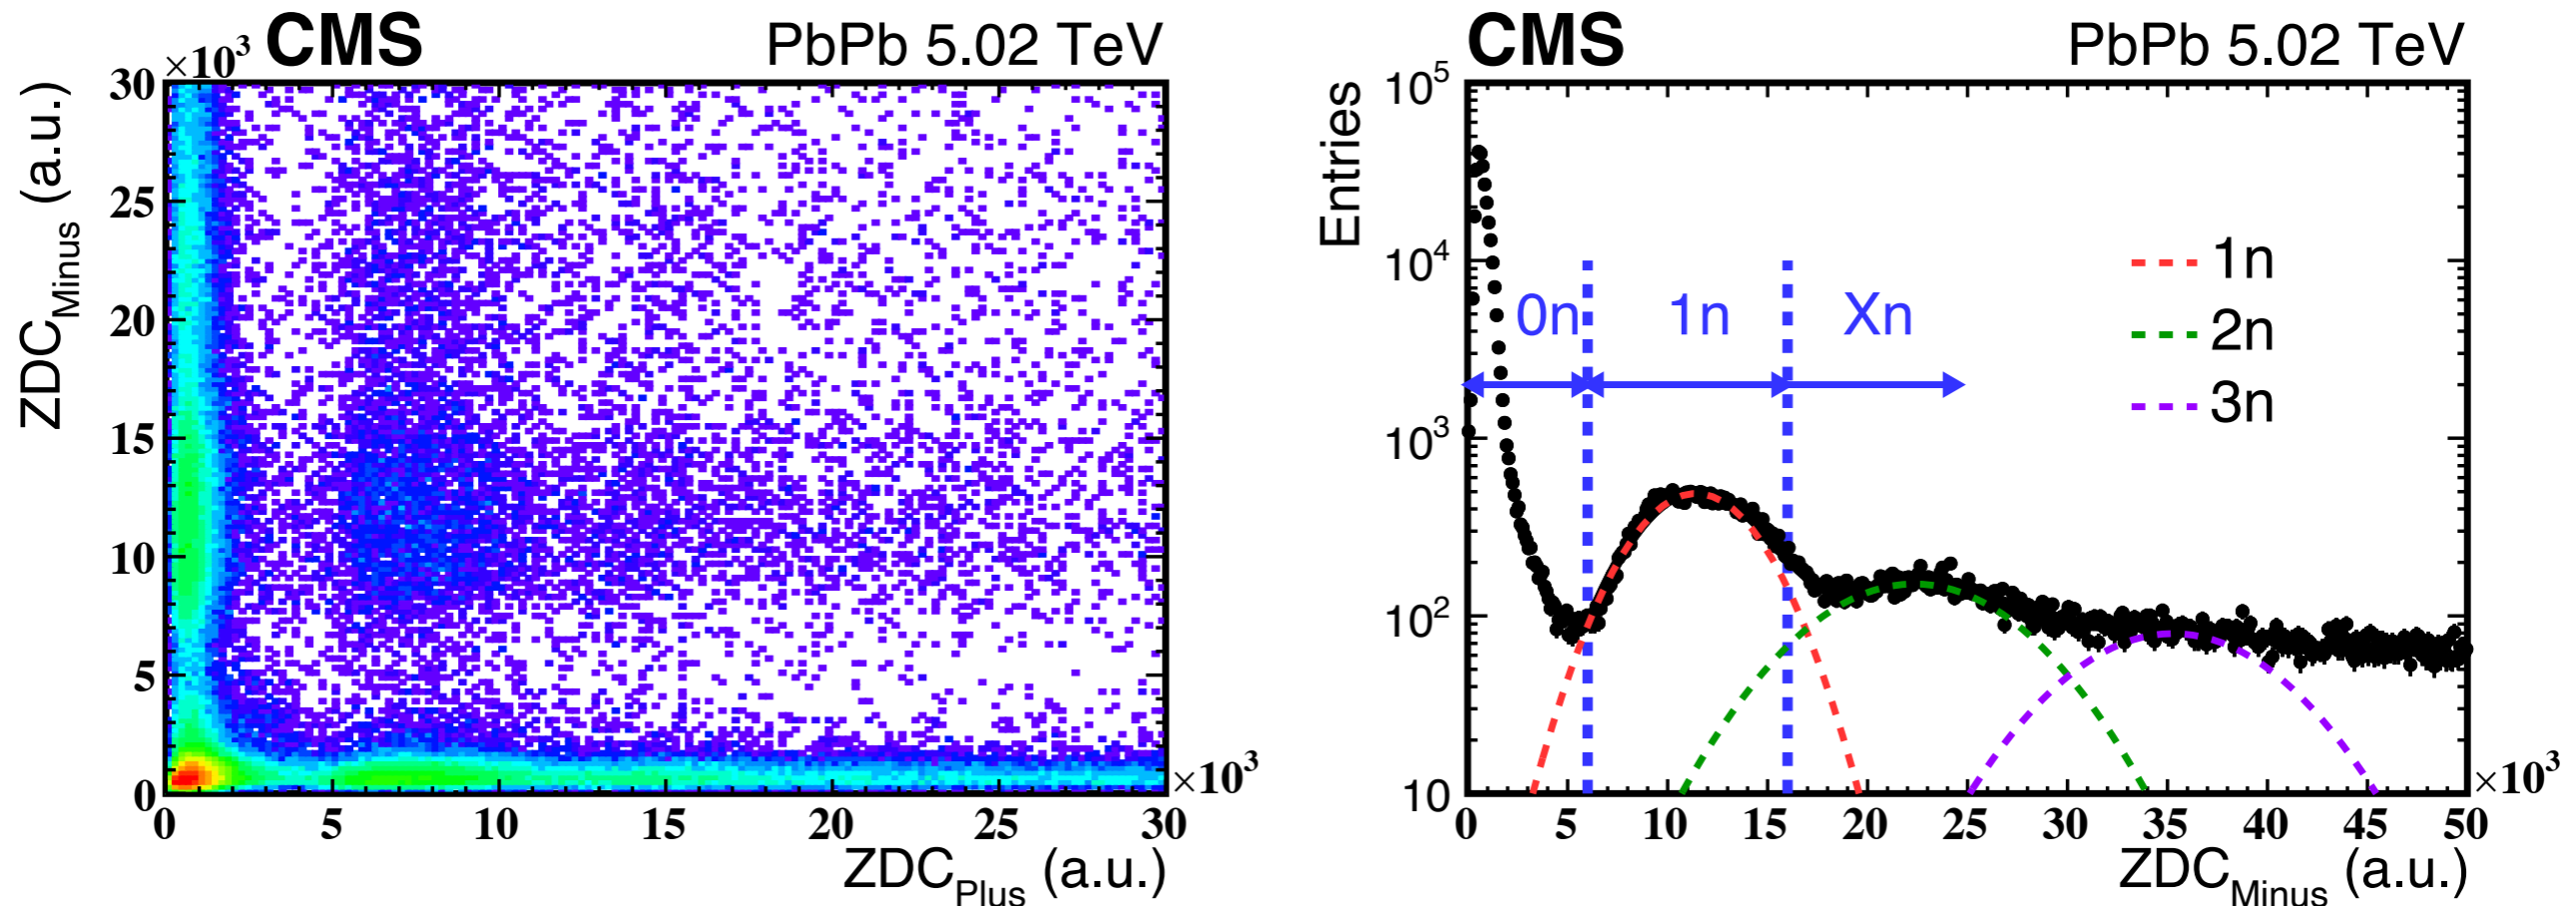 CMS PbPb 5.02 TeV
×10³
ZDC_Minus (a.u.)
30
25
20
15
10
5
0
0 5 10 15 20 25 30
×10³
ZDC_Plus (a.u.)
CMS PbPb 5.02 TeV
Entries
10⁵
10⁴
10³
10²
10
0n 1n Xn
1n
2n
3n
0 5 10 15 20 25 30 35 40 45 50
×10³
ZDC_Minus (a.u.)